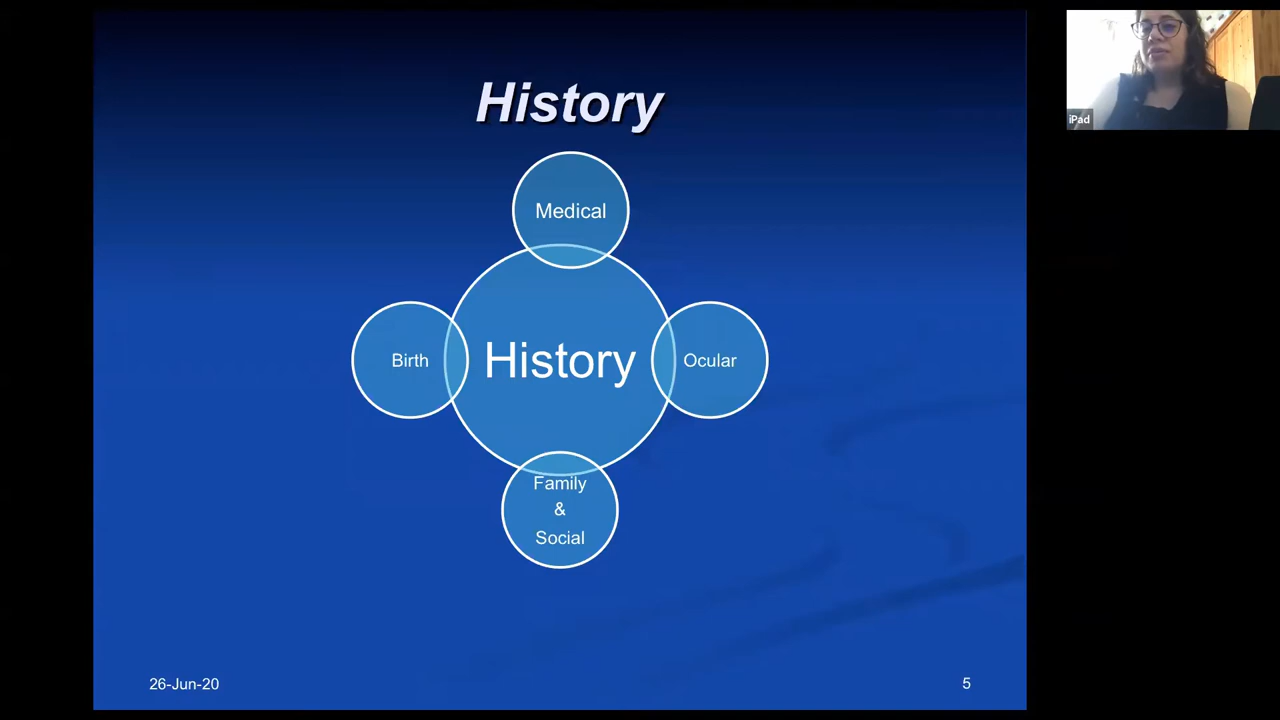 History
Medical
Birth
History
Ocular
Family
&
Social
26-Jun-20
5
iPad